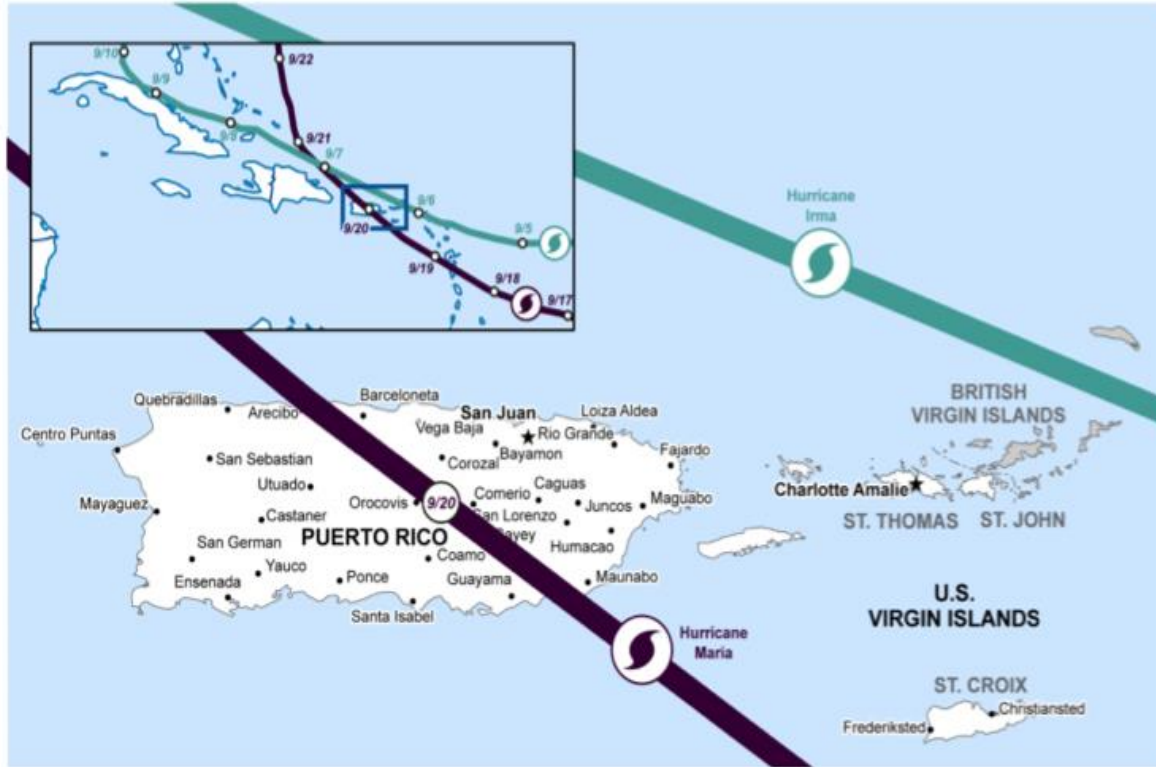 9/10
9/9
9/8
9/7
9/6
9/5
9/22
9/21
9/20
9/19
9/18
9/17
Hurricane
Irma
BRITISH
VIRGIN ISLANDS
Charlotte Amalie
ST. THOMAS
ST. JOHN
U.S.
VIRGIN ISLANDS
ST. CROIX
Christiansted
Frederiksted
Quebradillas
Arecibo
Barceloneta
San Juan
Loiza Aldea
Vega Baja
Rio Grande
Bayamon
Centro Puntas
San Sebastian
Corozal
Fajardo
Utuado
Orocovis
9/20
Comerio
Caguas
Juncos
Maguabo
Mayaguez
Castaner
San Lorenzo
PUERTO RICO
Humacao
San German
Yauco
Coamo
Ensenada
Ponce
Guayama
Maunabo
Santa Isabel
Hurricane
Maria